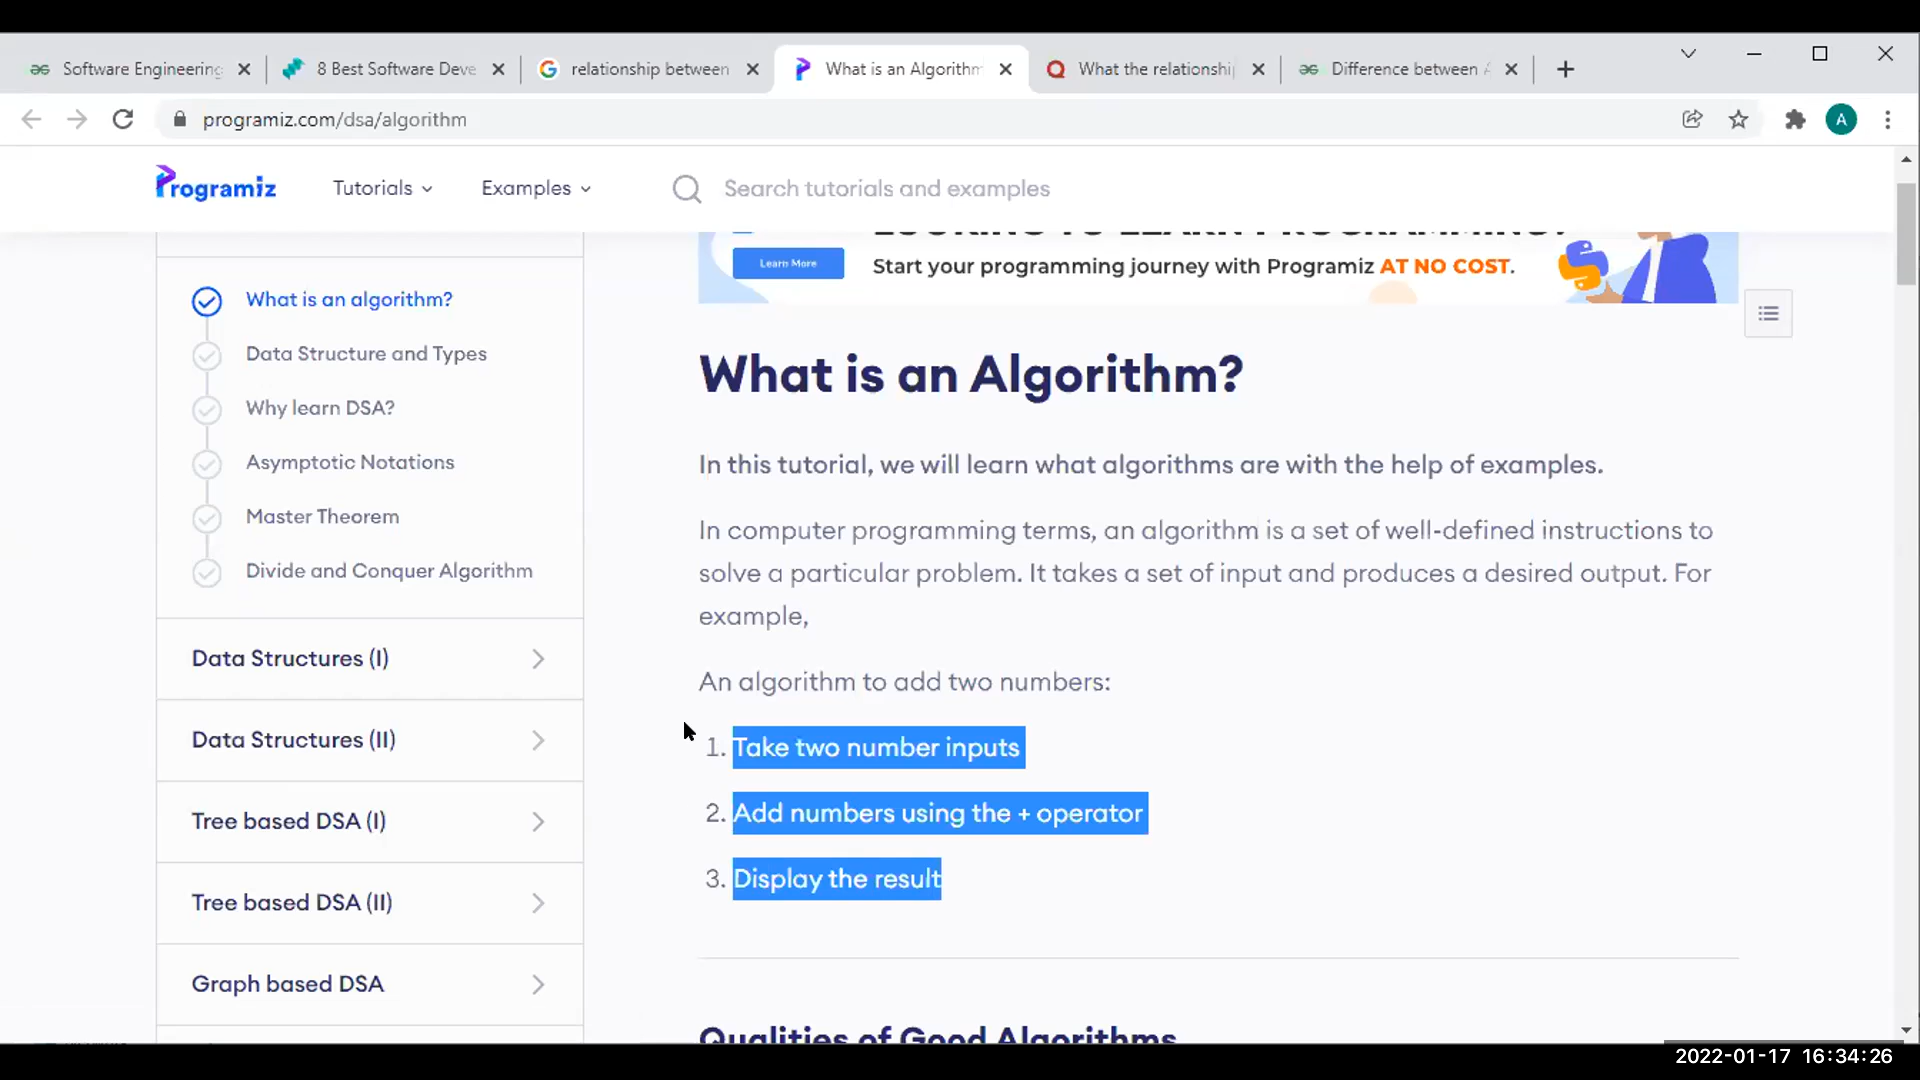 Software Engineering
8 Best Software Deve
relationship between
What is an Algorithm
What the relationshi
Difference between A
programiz.com/dsa/algorithm
A
Programiz
Tutorials
Examples
Search tutorials and examples
What is an algorithm?
Data Structure and Types
Why learn DSA?
Asymptotic Notations
Master Theorem
Divide and Conquer Algorithm
Data Structures (I)
Data Structures (II)
Tree based DSA (I)
Tree based DSA (II)
Graph based DSA
LOOKING TO LEARN PROGRAMMING?
Learn More
Start your programming journey with Programiz AT NO COST.
What is an Algorithm?
In this tutorial, we will learn what algorithms are with the help of examples.
In computer programming terms, an algorithm is a set of well-defined instructions to
solve a particular problem. It takes a set of input and produces a desired output. For
example,
An algorithm to add two numbers:
1. Take two number inputs
2. Add numbers using the + operator
3. Display the result
Qualities of Good Algorithms
2022-01-17 16:34:26